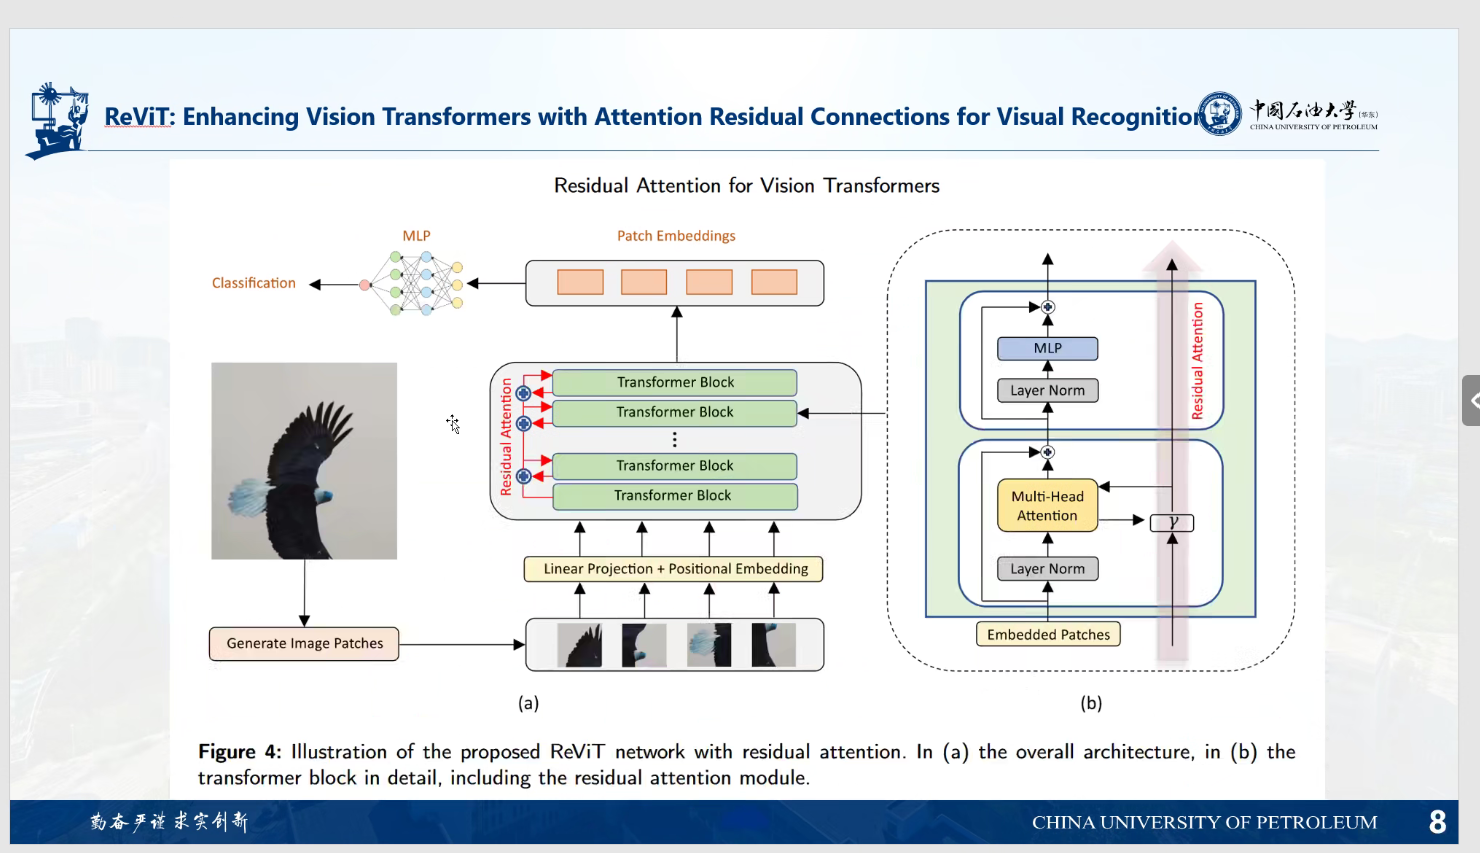 ReViT: Enhancing Vision Transformers with Attention Residual Connections for Visual Recognition
中國石油大学 (华东)
CHINA UNIVERSITY OF PETROLEUM
Residual Attention for Vision Transformers
MLP
Patch Embeddings
Classification
Residual Attention
Transformer Block
Transformer Block
Transformer Block
Transformer Block
Linear Projection + Positional Embedding
Generate Image Patches
(a)
MLP
Layer Norm
Residual Attention
Multi-Head
Attention
γ
Layer Norm
Embedded Patches
(b)
Figure 4: Illustration of the proposed ReViT network with residual attention. In (a) the overall architecture, in (b) the
transformer block in detail, including the residual attention module.
勤奋严谨 求实创新
CHINA UNIVERSITY OF PETROLEUM
8